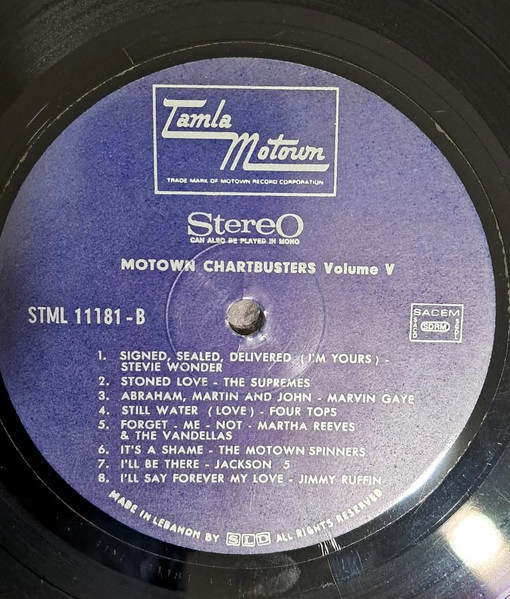 Tamla
Motown
TRADE MARK OF MOTOWN RECORD CORPORATION
StereO
CAN ALSO BE PLAYED IN MONO
MOTOWN CHARTBUSTERS Volume V
STML 11181 - B
SACEM
SACD
SDRM
SGDL
1. SIGNED, SEALED, DELIVERED (I'M YOURS) -
STEVIE WONDER
2. STONED LOVE - THE SUPREMES
3. ABRAHAM, MARTIN AND JOHN - MARVIN GAYE
4. STILL WATER (LOVE) - FOUR TOPS
5. FORGET - ME - NOT - MARTHA REEVES
& THE VANDELLAS
6. IT'S A SHAME - THE MOTOWN SPINNERS
7. I'LL BE THERE - JACKSON 5
8. I'LL SAY FOREVER MY LOVE - JIMMY RUFFIN
MADE IN LEBANON BY SLD ALL RIGHTS RESERVED